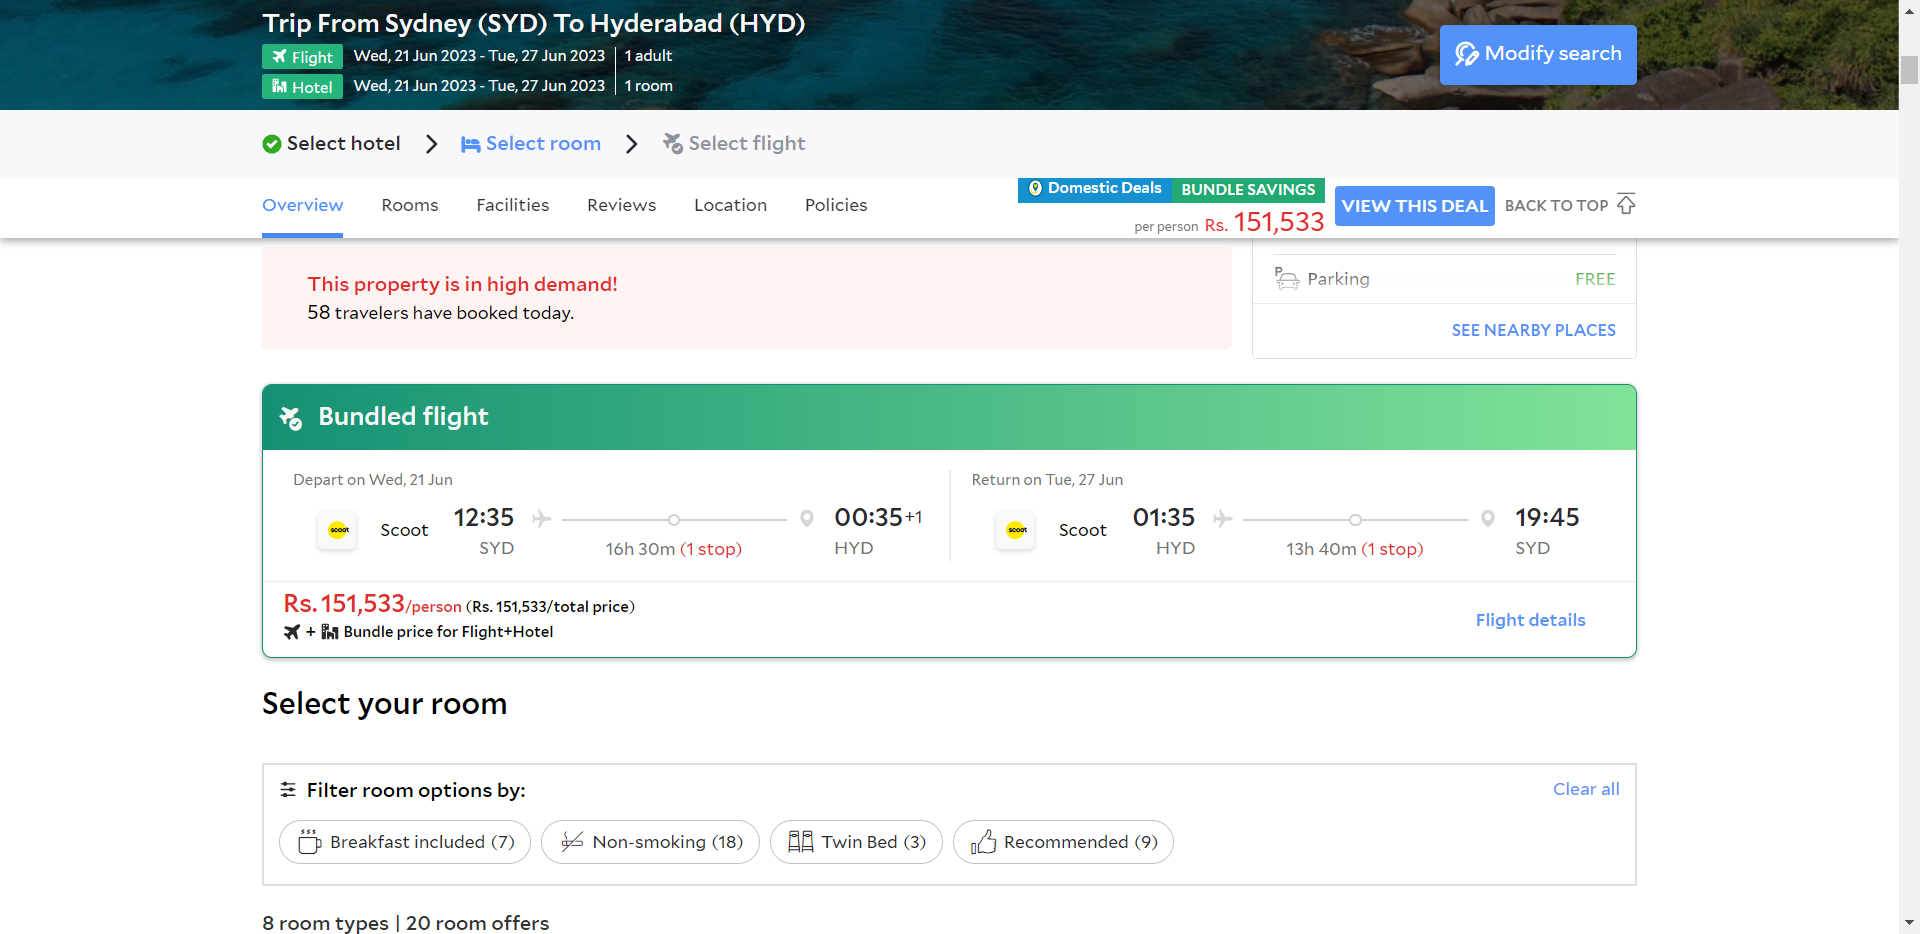 Trip From Sydney (SYD) To Hyderabad (HYD)
Flight Wed, 21 Jun 2023 - Tue, 27 Jun 2023 1 adult
Hotel Wed, 21 Jun 2023 - Tue, 27 Jun 2023 1 room
Modify search
Select hotel Select room Select flight
Overview Rooms Facilities Reviews Location Policies
Domestic Deals BUNDLE SAVINGS
per person Rs. 151,533
VIEW THIS DEAL
BACK TO TOP
This property is in high demand!
58 travelers have booked today.
P Parking FREE
SEE NEARBY PLACES
Bundled flight
Depart on Wed, 21 Jun
scoot Scoot 12:35 00:35+1
SYD 16h 30m (1 stop) HYD
Return on Tue, 27 Jun
scoot Scoot 01:35 19:45
HYD 13h 40m (1 stop) SYD
Rs. 151,533/person (Rs. 151,533/total price)
+ Bundle price for Flight+Hotel
Flight details
Select your room
Filter room options by:
Clear all
Breakfast included (7) Non-smoking (18) Twin Bed (3) Recommended (9)
8 room types | 20 room offers